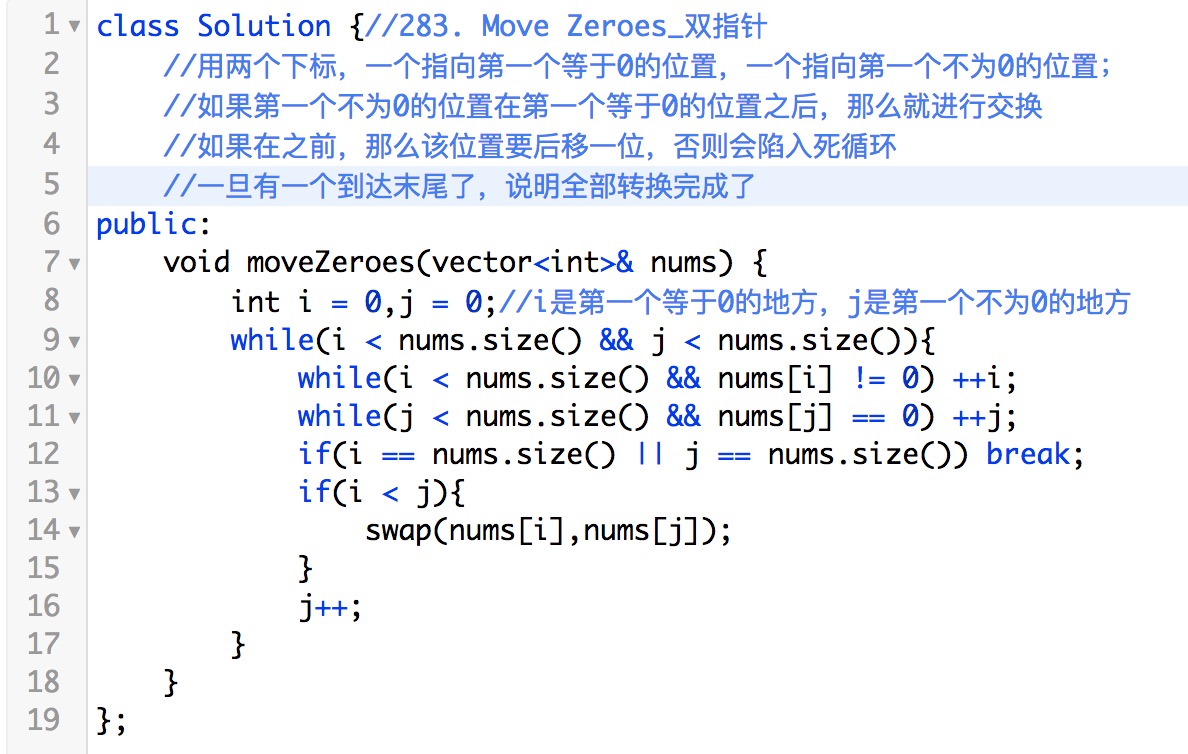 1 class Solution {//283. Move Zeroes_双指针
2     //用两个下标，一个指向第一个等于0的位置，一个指向第一个不为0的位置；
3     //如果第一个不为0的位置在第一个等于0的位置之后，那么就进行交换
4     //如果在之前，那么该位置要后移一位，否则会陷入死循环
5     //一旦有一个到达末尾了，说明全部转换完成了
6 public:
7     void moveZeroes(vector<int>& nums) {
8         int i = 0,j = 0;//i是第一个等于0的地方，j是第一个不为0的地方
9         while(i < nums.size() && j < nums.size()){
10             while(i < nums.size() && nums[i] != 0) ++i;
11             while(j < nums.size() && nums[j] == 0) ++j;
12             if(i == nums.size() || j == nums.size()) break;
13             if(i < j){
14                 swap(nums[i],nums[j]);
15             }
16             j++;
17         }
18     }
19 };